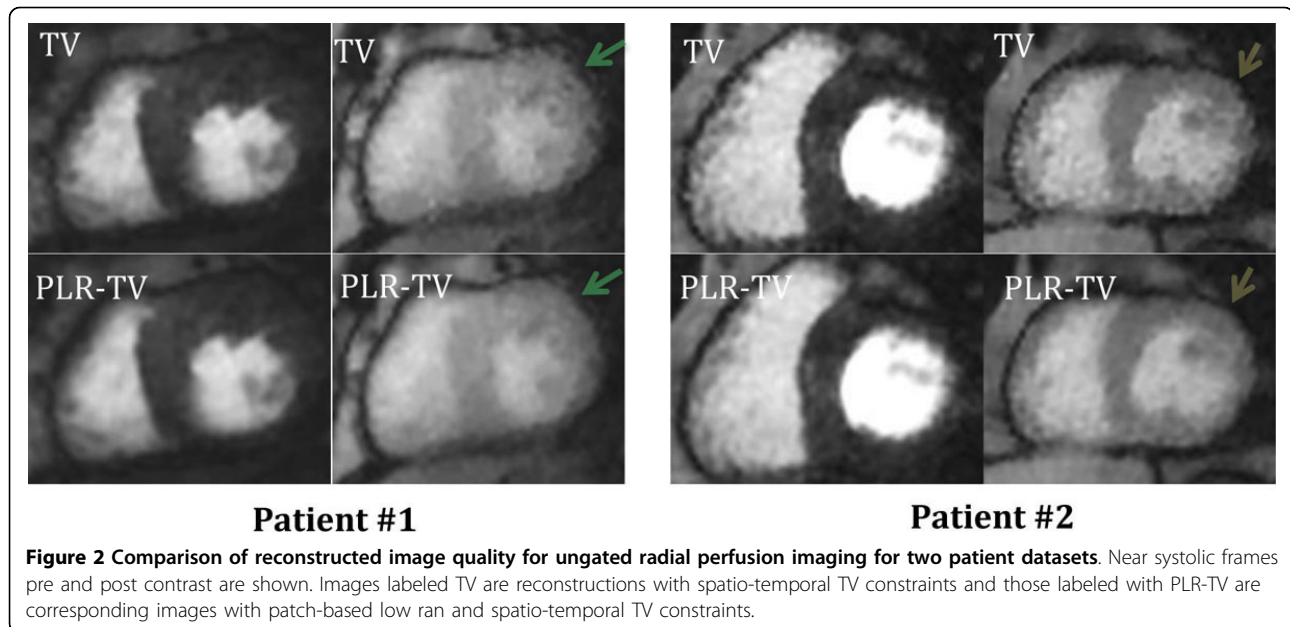 TV
TV
TV
TV
PLR-TV
PLR-TV
PLR-TV
PLR-TV
Patient #1
Patient #2
Figure 2 Comparison of reconstructed image quality for ungated radial perfusion imaging for two patient datasets. Near systolic frames
pre and post contrast are shown. Images labeled TV are reconstructions with spatio-temporal TV constraints and those labeled with PLR-TV are
corresponding images with patch-based low ran and spatio-temporal TV constraints.